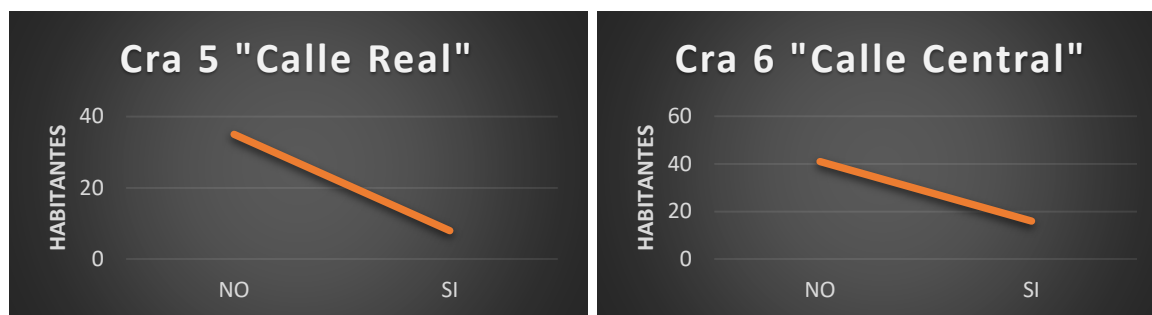 Cra 5 "Calle Real"
HABITANTES
40
20
0
NO SI
Cra 6 "Calle Central"
HABITANTES
60
40
20
0
NO SI